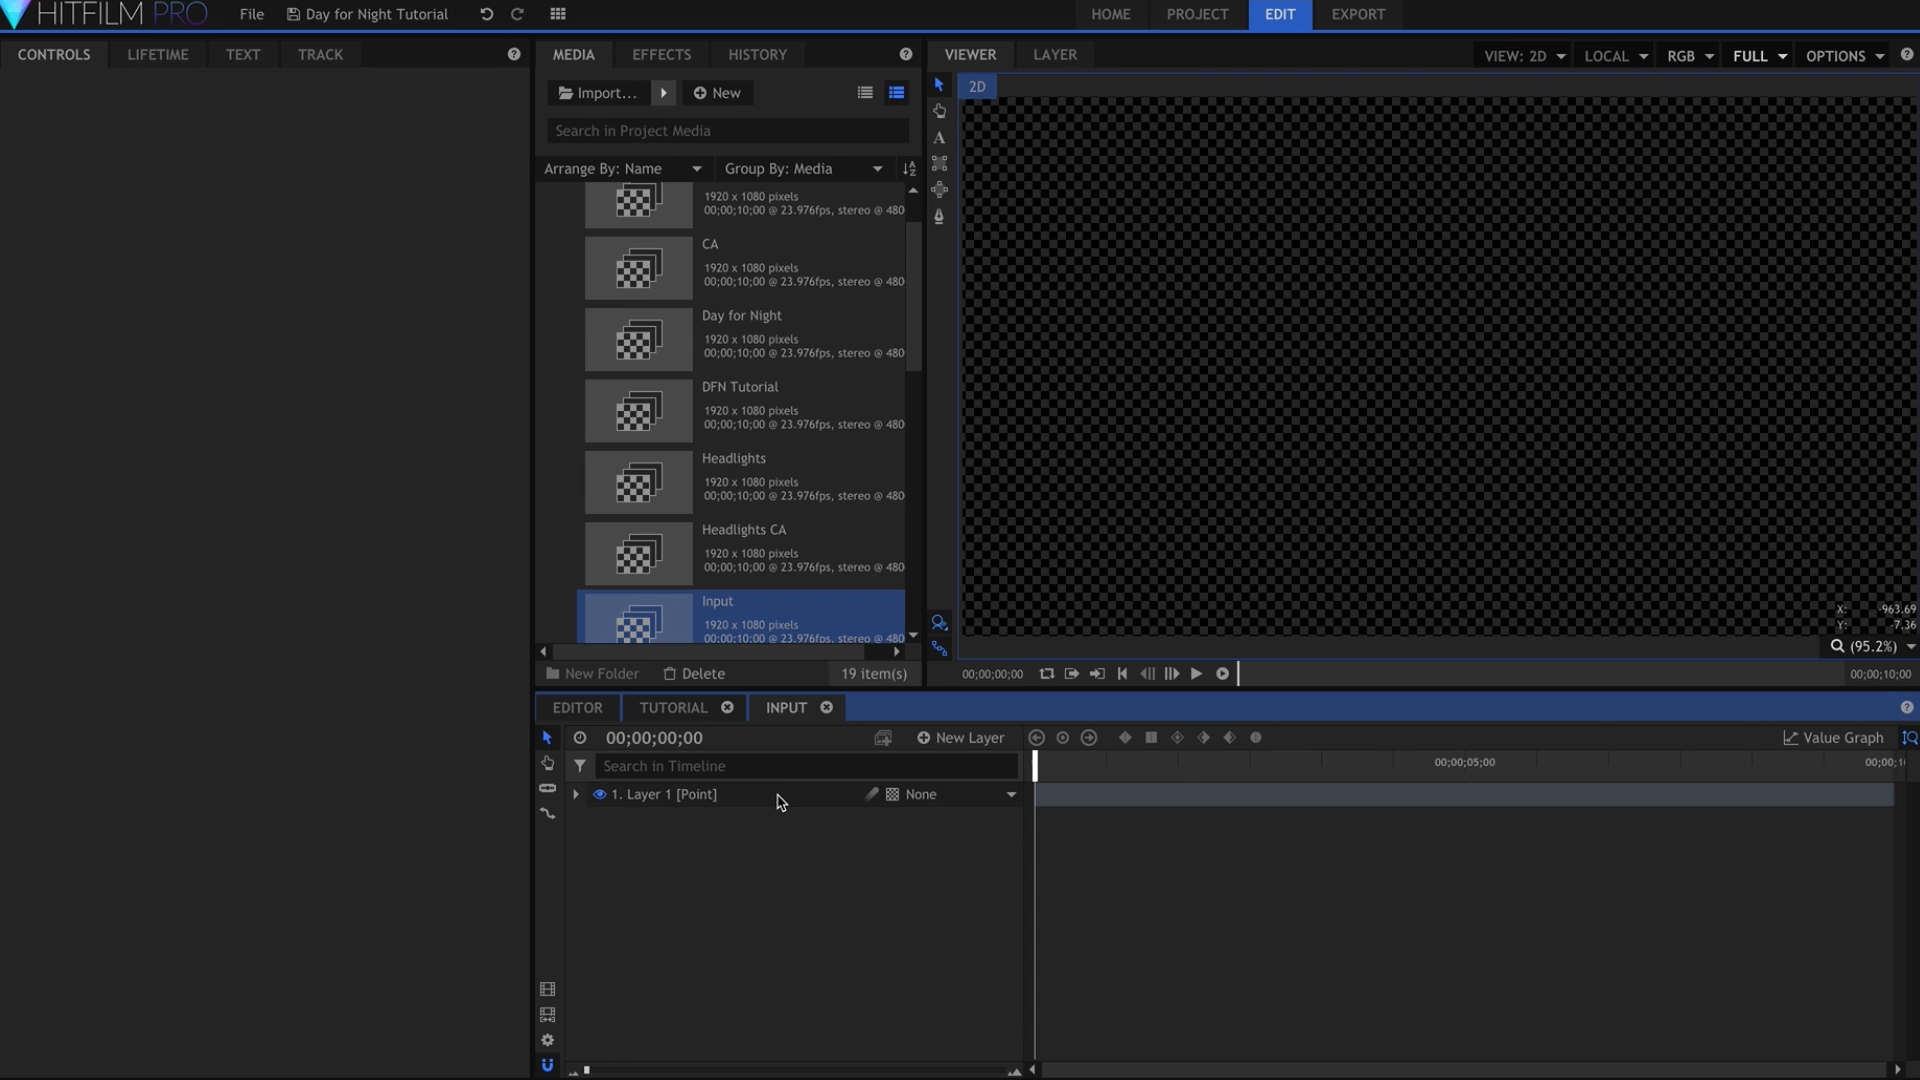 HITFILM PRO
File
Day for Night Tutorial
HOME
PROJECT
EDIT
EXPORT
CONTROLS
LIFETIME
TEXT
TRACK
MEDIA
EFFECTS
HISTORY
VIEWER
LAYER
VIEW: 2D
LOCAL
RGB
FULL
OPTIONS
Import...
New
2D
Search in Project Media
Arrange By: Name
Group By: Media
1920 x 1080 pixels
00;00;10;00 @ 23.976fps, stereo @ 480
CA
1920 x 1080 pixels
00;00;10;00 @ 23.976fps, stereo @ 480
Day for Night
1920 x 1080 pixels
00;00;10;00 @ 23.976fps, stereo @ 480
DFN Tutorial
1920 x 1080 pixels
00;00;10;00 @ 23.976fps, stereo @ 480
Headlights
1920 x 1080 pixels
00;00;10;00 @ 23.976fps, stereo @ 480
Headlights CA
1920 x 1080 pixels
00;00;10;00 @ 23.976fps, stereo @ 480
Input
1920 x 1080 pixels
00;00;10;00 @ 23.976fps, stereo @ 480
X: -963.69
Y: -7.36
(95.2%)
New Folder
Delete
19 item(s)
00;00;00;00
00;00;10;00
EDITOR
TUTORIAL
INPUT
00;00;00;00
New Layer
Value Graph
Search in Timeline
00;00;05;00
00;00;1
1. Layer 1 [Point]
None